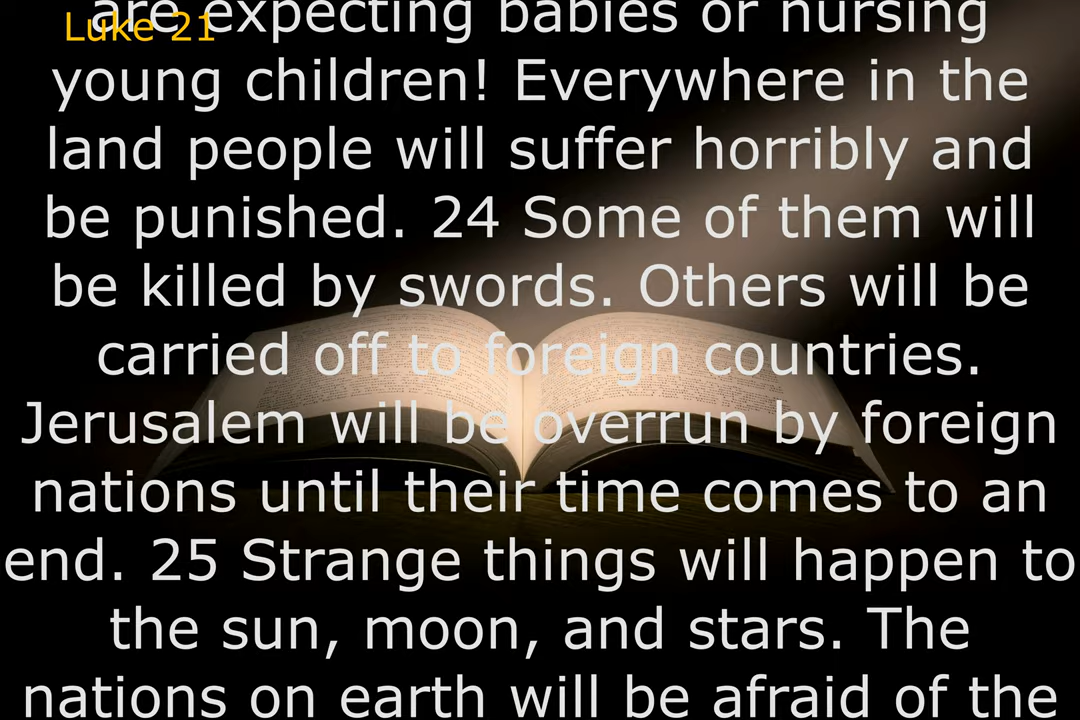 Luke 21
are expecting babies or nursing
young children! Everywhere in the
land people will suffer horribly and
be punished. 24 Some of them will
be killed by swords. Others will be
carried off to foreign countries.
Jerusalem will be overrun by foreign
nations until their time comes to an
end. 25 Strange things will happen to
the sun, moon, and stars. The
nations on earth will be afraid of the